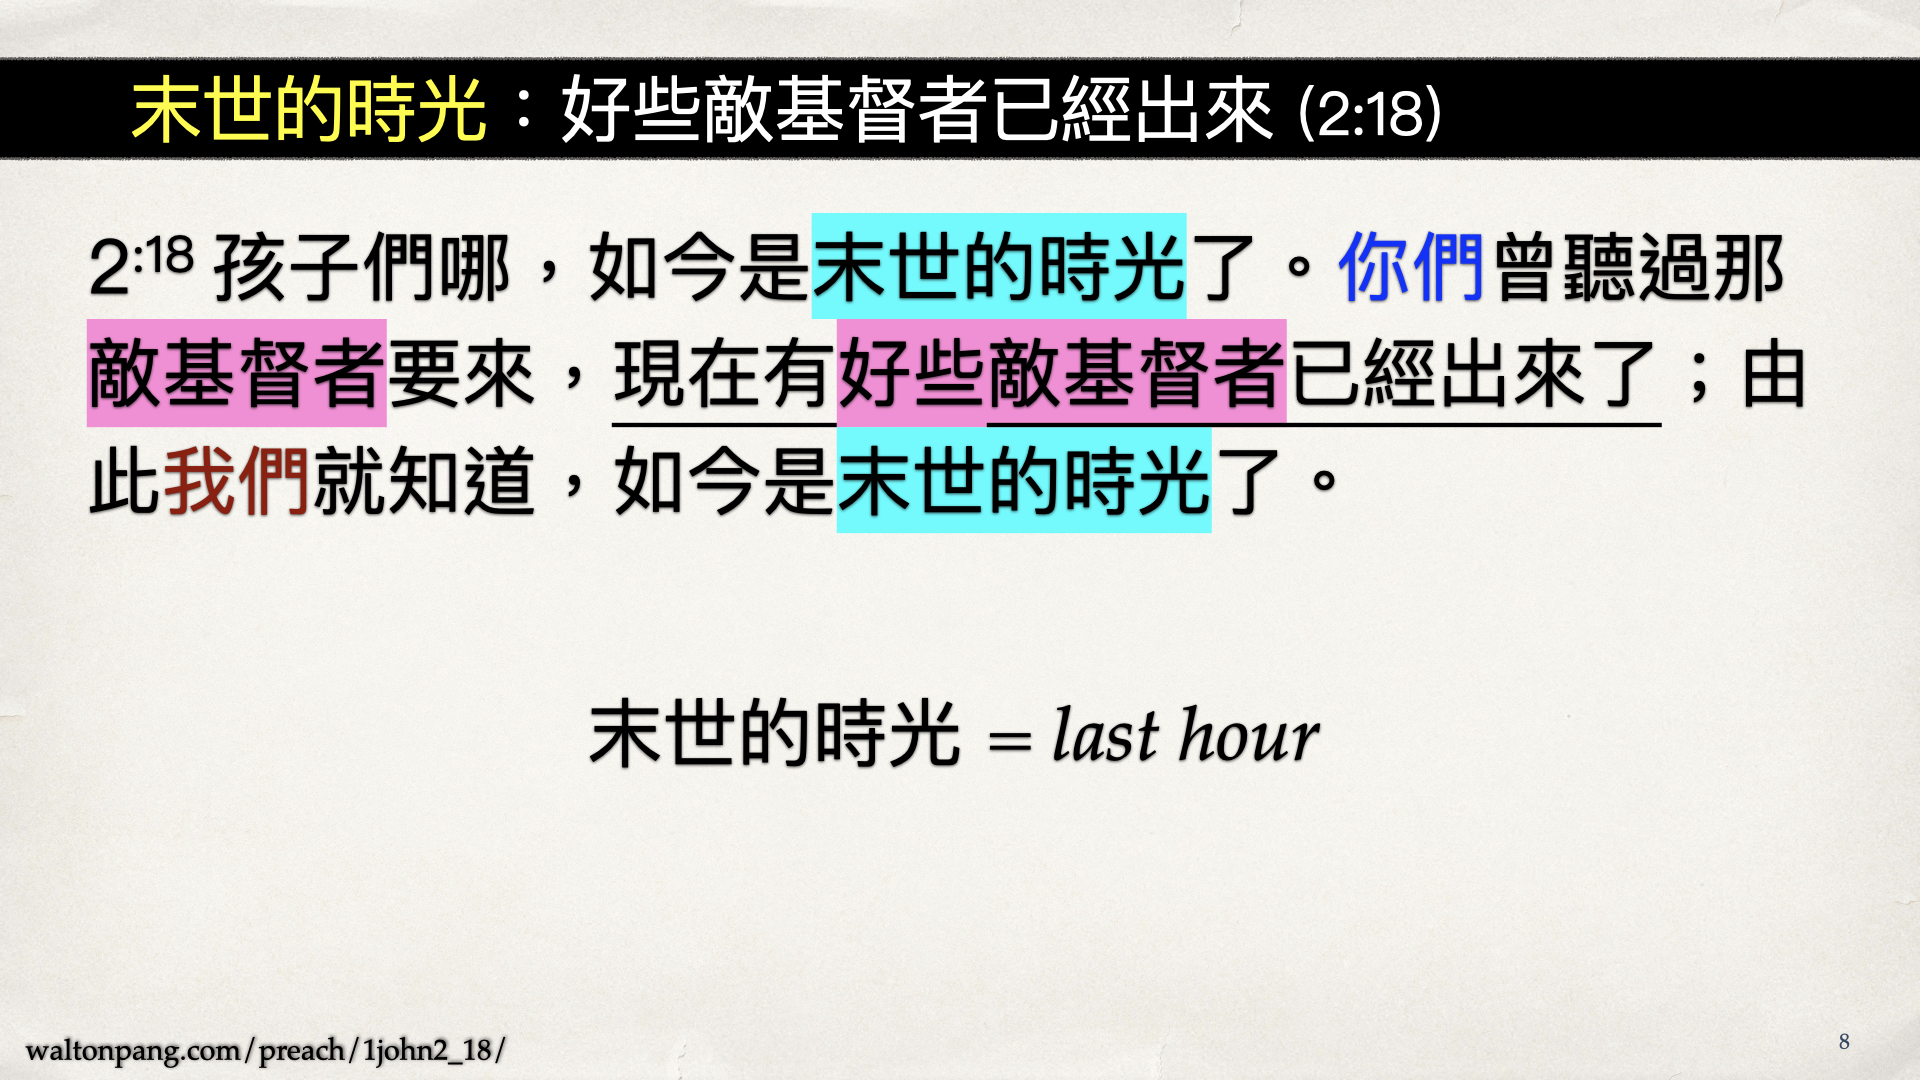 末世的時光：好些敵基督者已經出來 (2:18)
2:18 孩子們哪，如今是末世的時光了。你們曾聽過那
敵基督者要來，現在有好些敵基督者已經出來了；由
此我們就知道，如今是末世的時光了。
末世的時光 = last hour
waltonpang.com/preach/1john2_18/
8